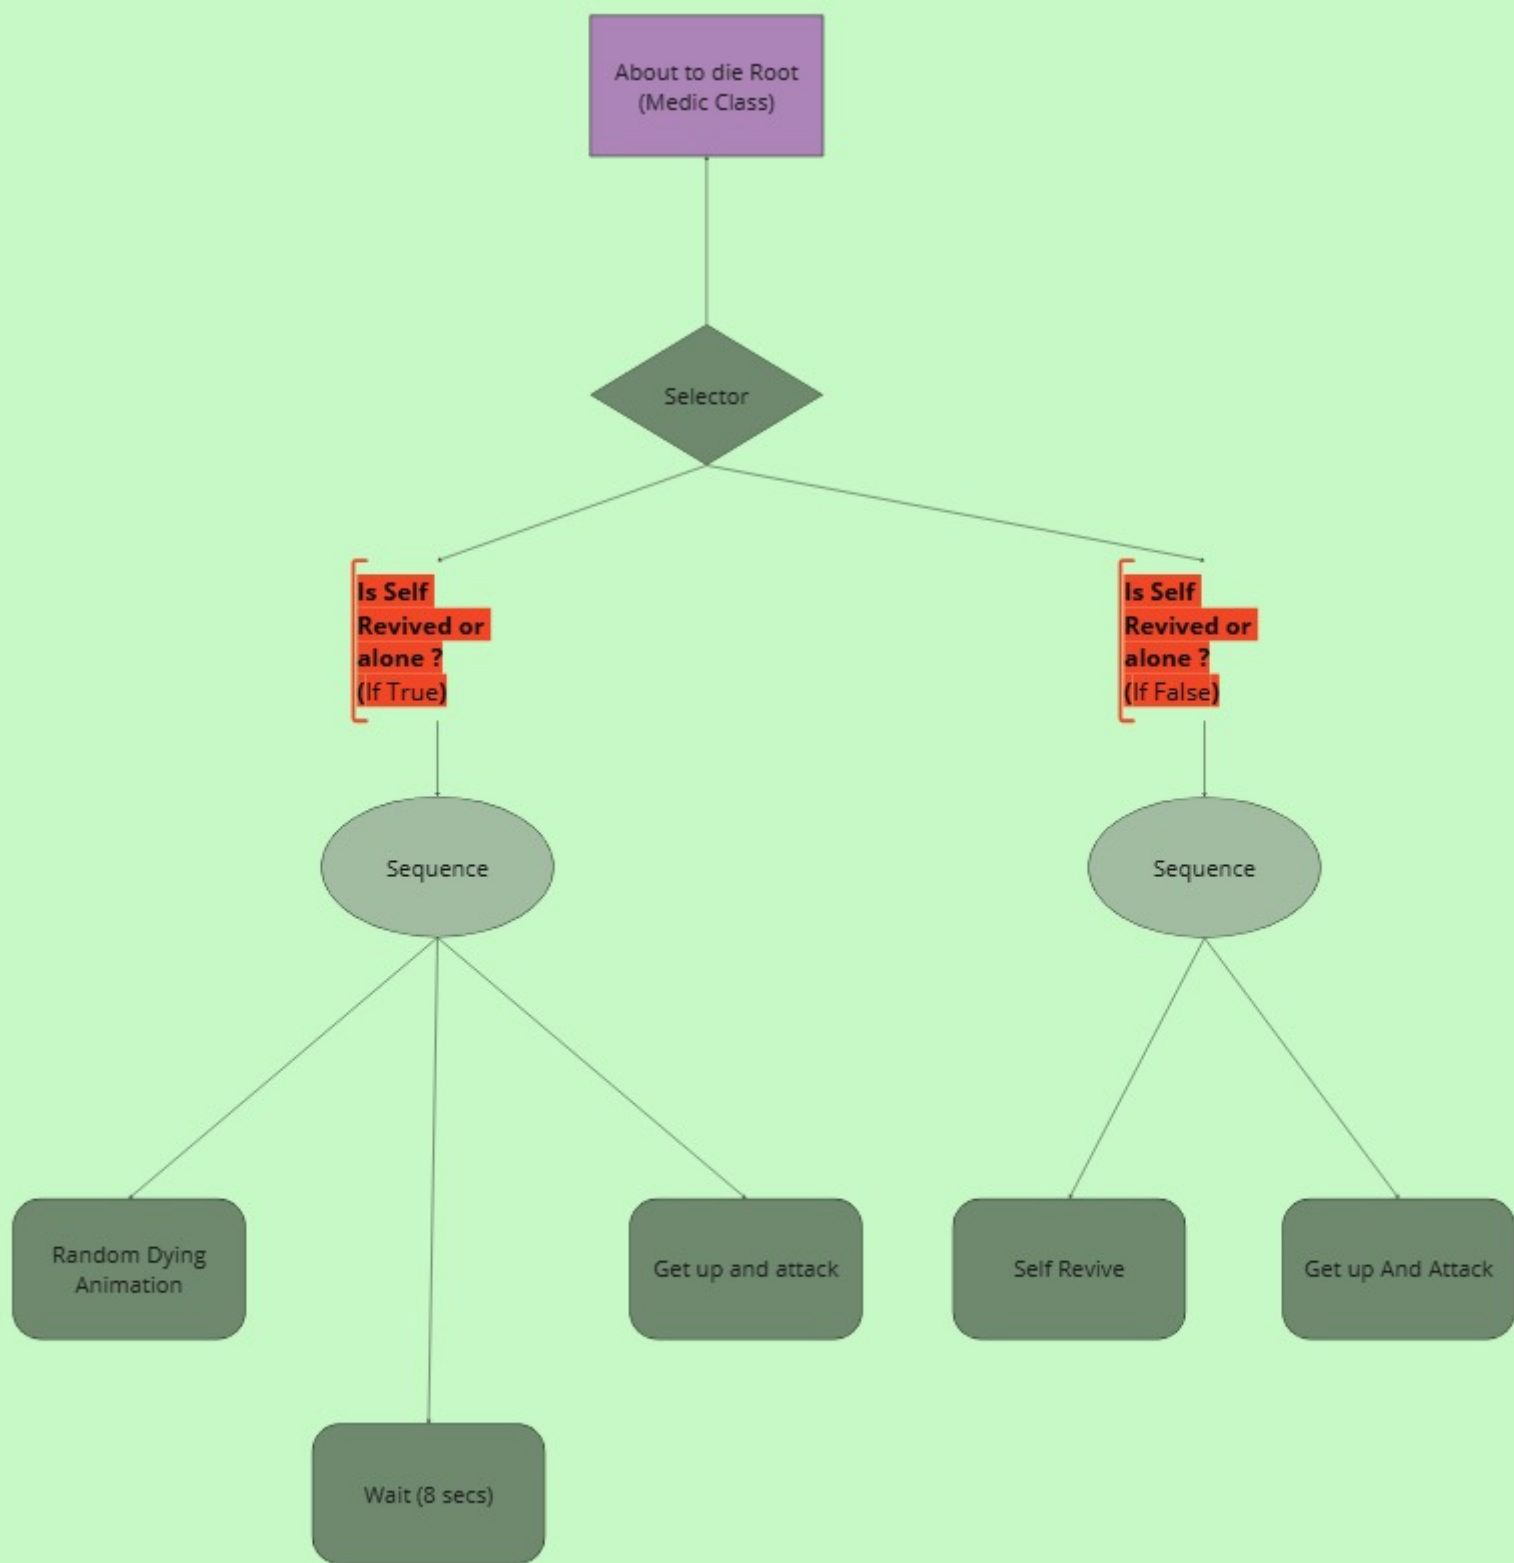 About to die Root
(Medic Class)
Selector
Is Self
Revived or
alone ?
(If True)
Is Self
Revived or
alone ?
(If False)
Sequence
Sequence
Random Dying
Animation
Get up and attack
Self Revive
Get up And Attack
Wait (8 secs)